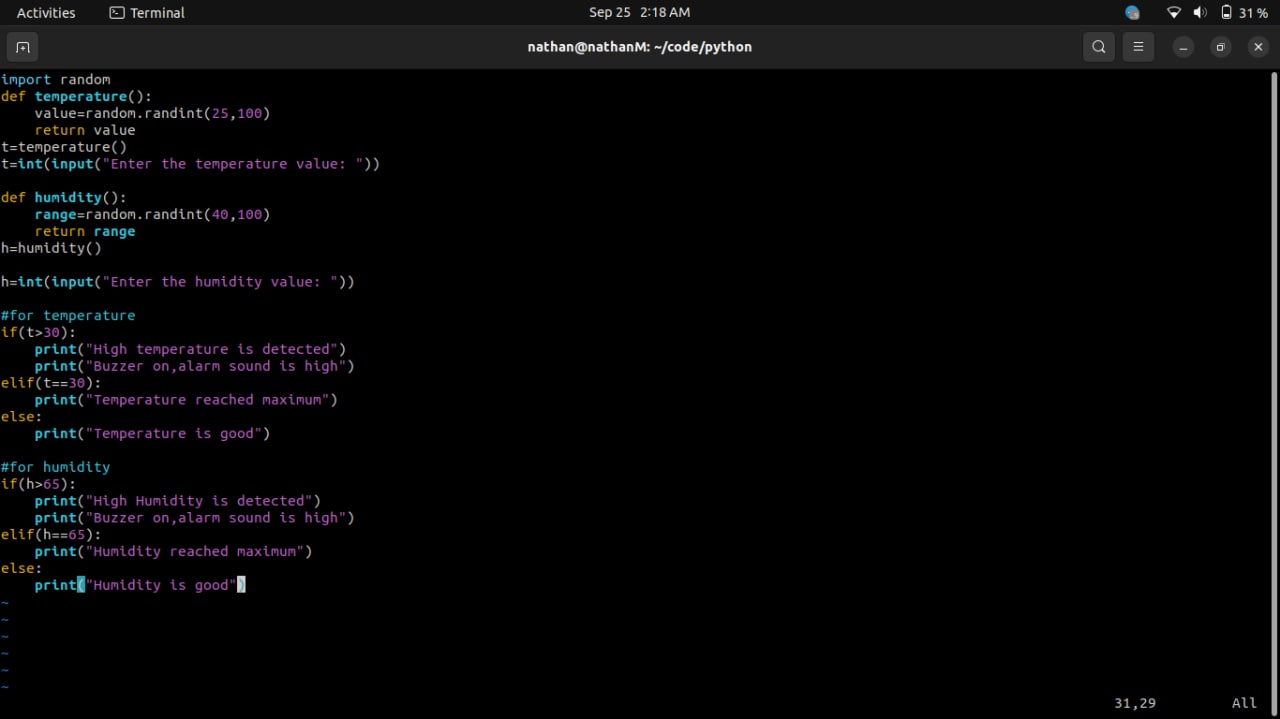 Activities Terminal Sep 25 2:18 AM 31 %
nathan@nathanM: ~/code/python
import random
def temperature():
    value=random.randint(25,100)
    return value
t=temperature()
t=int(input("Enter the temperature value: "))

def humidity():
    range=random.randint(40,100)
    return range
h=humidity()

h=int(input("Enter the humidity value: "))

#for temperature
if(t>30):
    print("High temperature is detected")
    print("Buzzer on,alarm sound is high")
elif(t==30):
    print("Temperature reached maximum")
else:
    print("Temperature is good")

#for humidity
if(h>65):
    print("High Humidity is detected")
    print("Buzzer on,alarm sound is high")
elif(h==65):
    print("Humidity reached maximum")
else:
    print("Humidity is good")
~
~
~
~
~
~
31,29 All